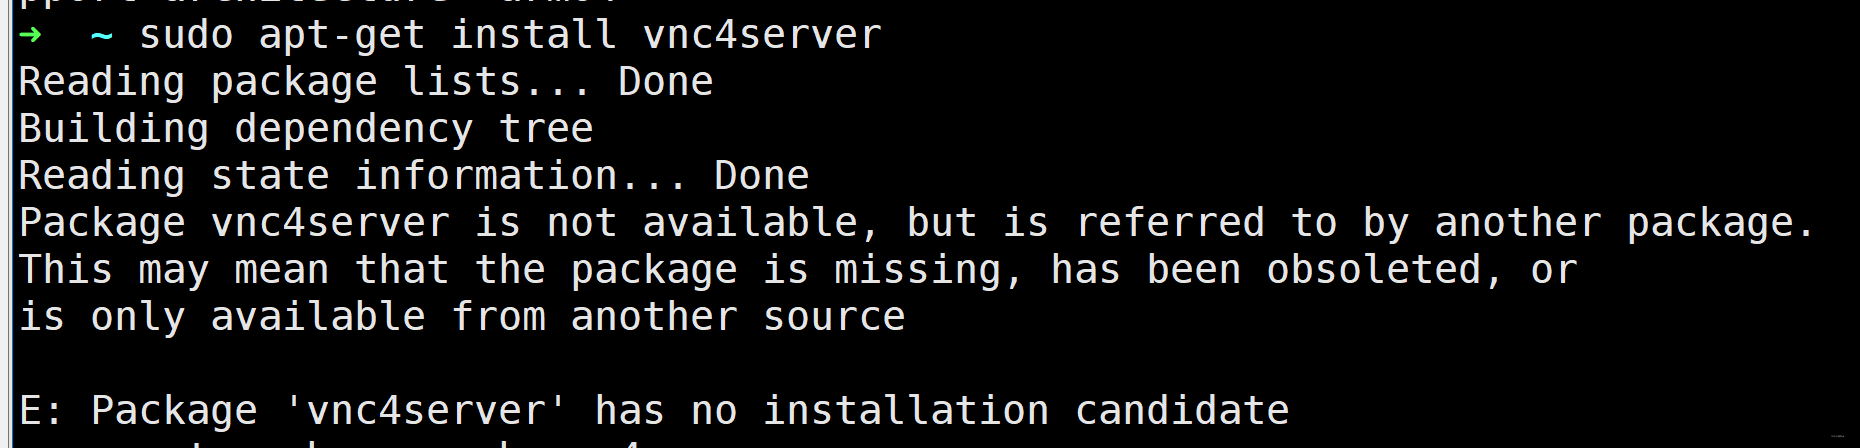 ➜  ~ sudo apt-get install vnc4server
Reading package lists... Done
Building dependency tree
Reading state information... Done
Package vnc4server is not available, but is referred to by another package.
This may mean that the package is missing, has been obsoleted, or
is only available from another source
E: Package 'vnc4server' has no installation candidate